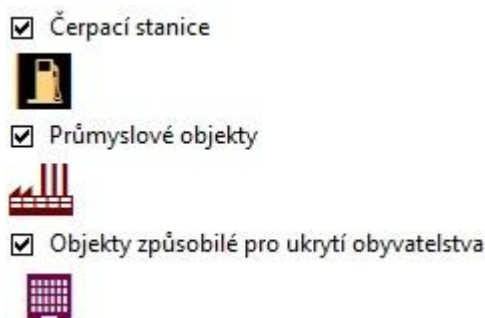 Čerpací stanice
Průmyslové objekty
Objekty způsobilé pro ukrytí obyvatelstva